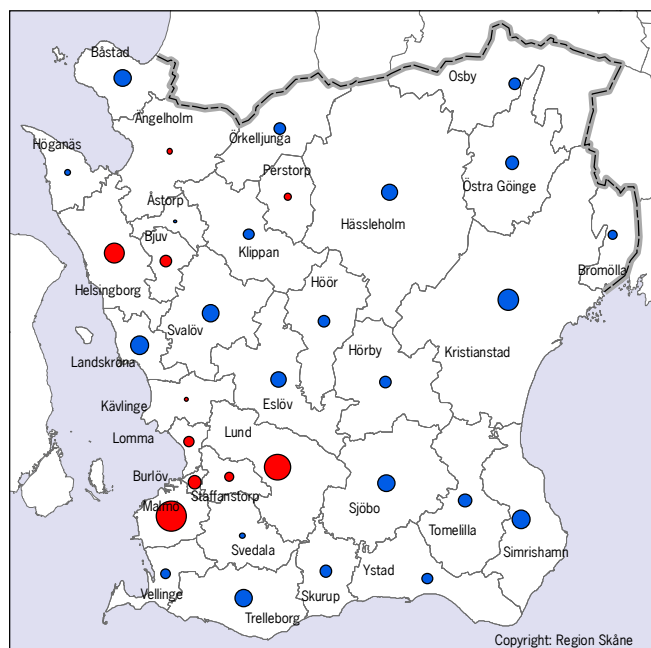 Båstad
Osby
Ängelholm
Örkelljunga
Höganäs
Perstorp
Östra Göinge
Åstorp
Hässleholm
Bjuv
Klippan
Bromölla
Helsingborg
Höör
Svalöv
Kristianstad
Hörby
Landskrona
Eslöv
Kävlinge
Lund
Lomma
Burlöv
Staffanstorp
Malmö
Sjöbo
Tomelilla
Svedala
Simrishamn
Ystad
Vellinge
Skurup
Trelleborg
Copyright: Region Skåne